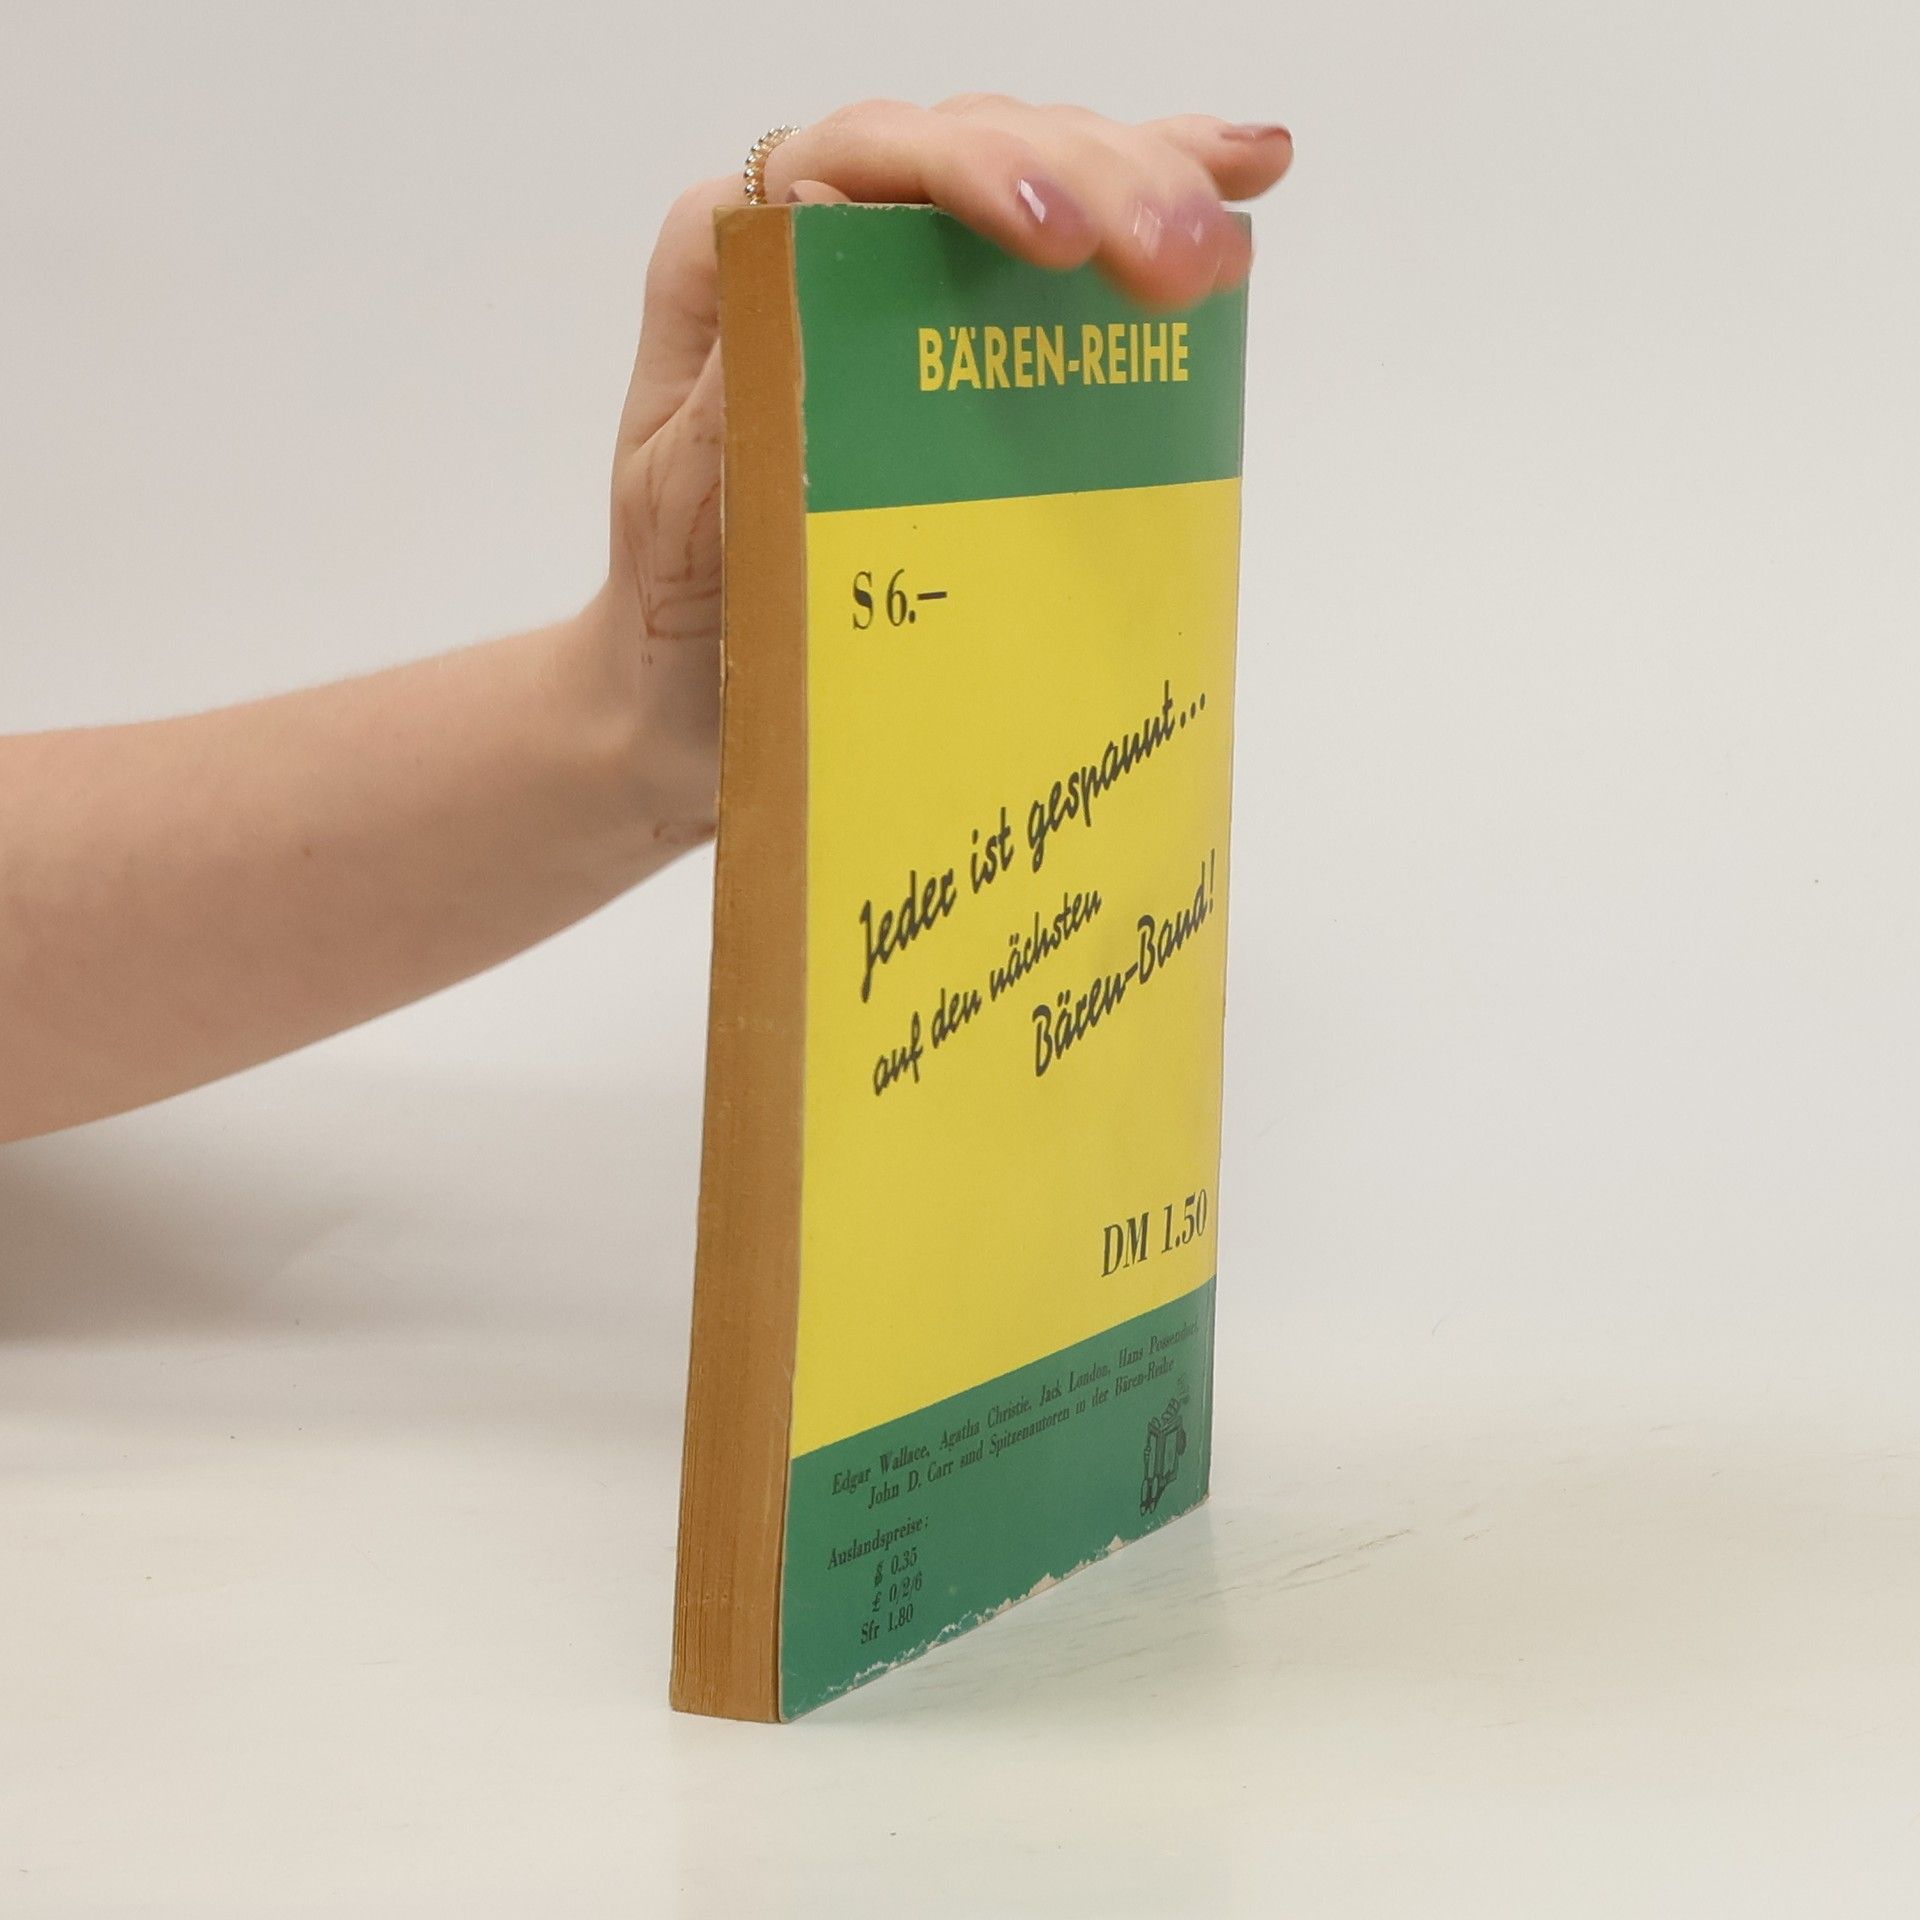 BÄREN-REIHE
S 6.–
Jeder ist gespannt...
auf den nächsten
Bären-Band!
DM 1.50
Edgar Wallace, Agatha Christie, Jack London, Hans Possendorf,
John D. Carr sind Spitzenautoren in der Bären-Reihe
Auslandspreise:
$ 0.35
£ 0/2/6
Sfr 1.80